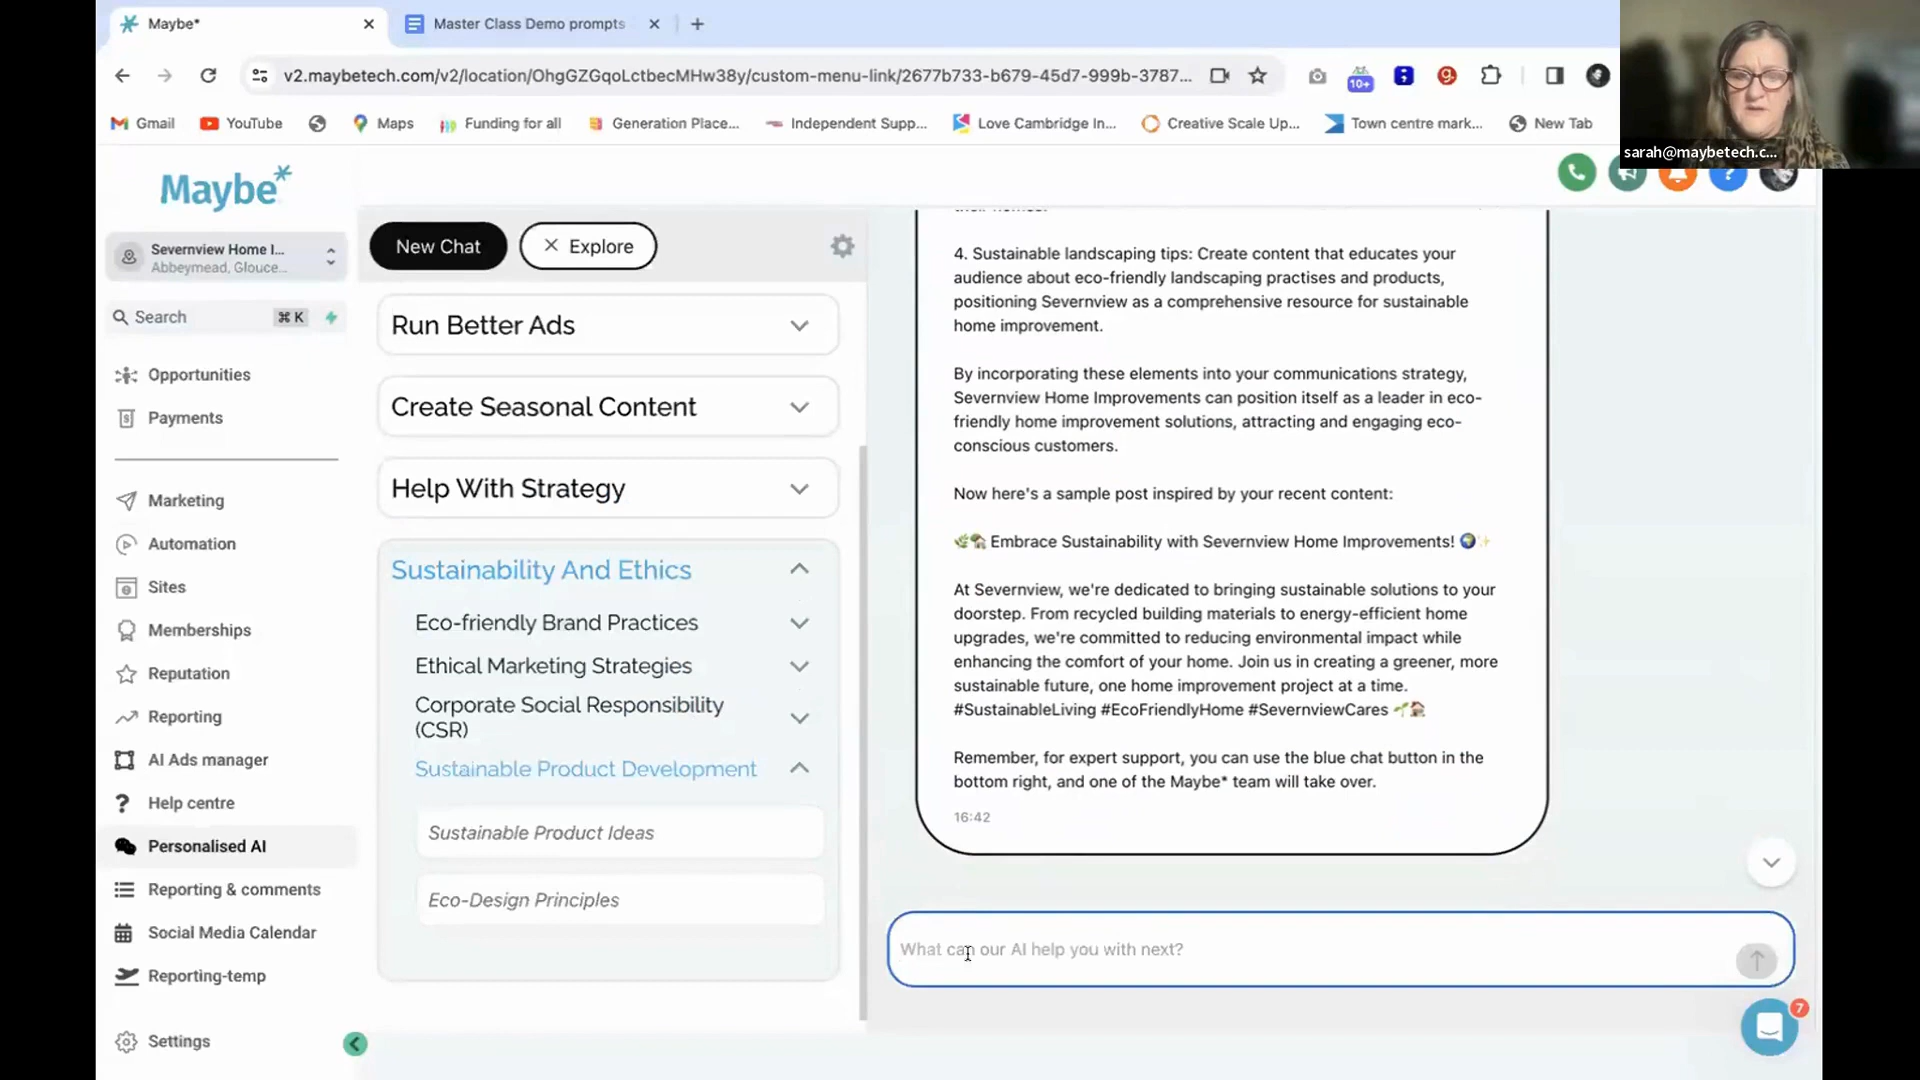 Maybe*
Master Class Demo prompts
v2.maybetech.com/v2/location/OhgGZGqoLctbecMHw38y/custom-menu-link/2677b733-b679-45d7-999b-3787...
10+
Gmail
YouTube
Maps
Funding for all
Generation Place...
Independent Supp...
Love Cambridge In...
Creative Scale Up...
Town centre mark...
New Tab
sarah@maybetech.c...
Maybe*
Severnview Home I...
Abbeymead, Glouce...
Search
⌘ K
Opportunities
Payments
Marketing
Automation
Sites
Memberships
Reputation
Reporting
AI Ads manager
Help centre
Personalised AI
Reporting & comments
Social Media Calendar
Reporting-temp
Settings
New Chat
Explore
Run Better Ads
Create Seasonal Content
Help With Strategy
Sustainability And Ethics
Eco-friendly Brand Practices
Ethical Marketing Strategies
Corporate Social Responsibility
(CSR)
Sustainable Product Development
Sustainable Product Ideas
Eco-Design Principles
4. Sustainable landscaping tips: Create content that educates your
audience about eco-friendly landscaping practises and products,
positioning Severnview as a comprehensive resource for sustainable
home improvement.
By incorporating these elements into your communications strategy,
Severnview Home Improvements can position itself as a leader in eco-
friendly home improvement solutions, attracting and engaging eco-
conscious customers.
Now here's a sample post inspired by your recent content:
🌿🏡 Embrace Sustainability with Severnview Home Improvements! 🌍✨
At Severnview, we're dedicated to bringing sustainable solutions to your
doorstep. From recycled building materials to energy-efficient home
upgrades, we're committed to reducing environmental impact while
enhancing the comfort of your home. Join us in creating a greener, more
sustainable future, one home improvement project at a time.
#SustainableLiving #EcoFriendlyHome #SevernviewCares 🌱🏠
Remember, for expert support, you can use the blue chat button in the
bottom right, and one of the Maybe* team will take over.
16:42
What can our AI help you with next?
7